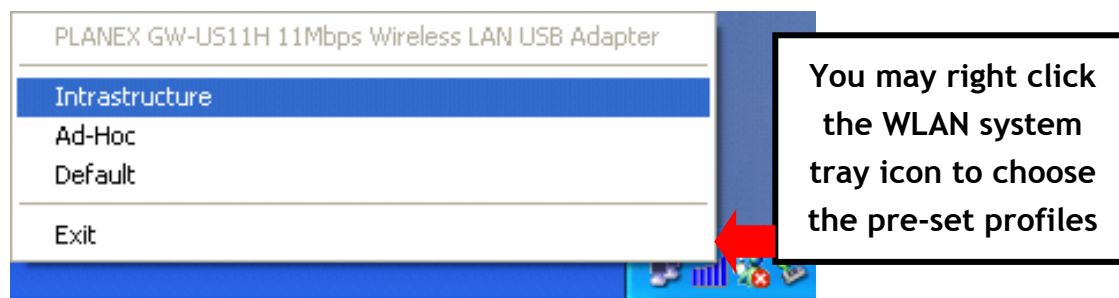 PLANEX GW-US11H 11Mbps Wireless LAN USB Adapter
Intrastructure
Ad-Hoc
Default
Exit
You may right click
the WLAN system
tray icon to choose
the pre-set profiles